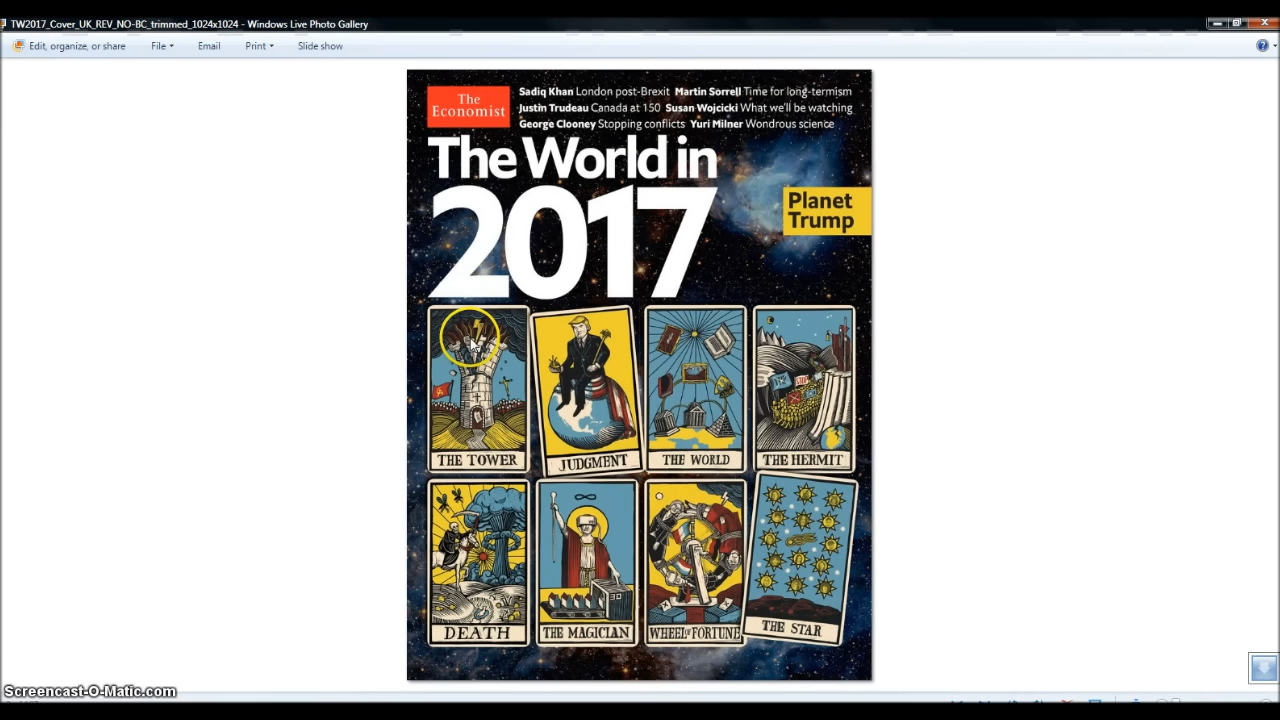 TW2017_Cover_UK_REV_NO-BC_trimmed_1024x1024 - Windows Live Photo Gallery
Edit, organize, or share File Email Print Slide show
The
Economist
Sadiq Khan London post-Brexit Martin Sorrell Time for long-termism
Justin Trudeau Canada at 150 Susan Wojcicki What we'll be watching
George Clooney Stopping conflicts Yuri Milner Wondrous science
The World in
2017
Planet
Trump
THE TOWER
JUDGMENT
THE WORLD
THE HERMIT
DEATH
THE MAGICIAN
WHEEL OF FORTUNE
THE STAR
Screencast-O-Matic.com